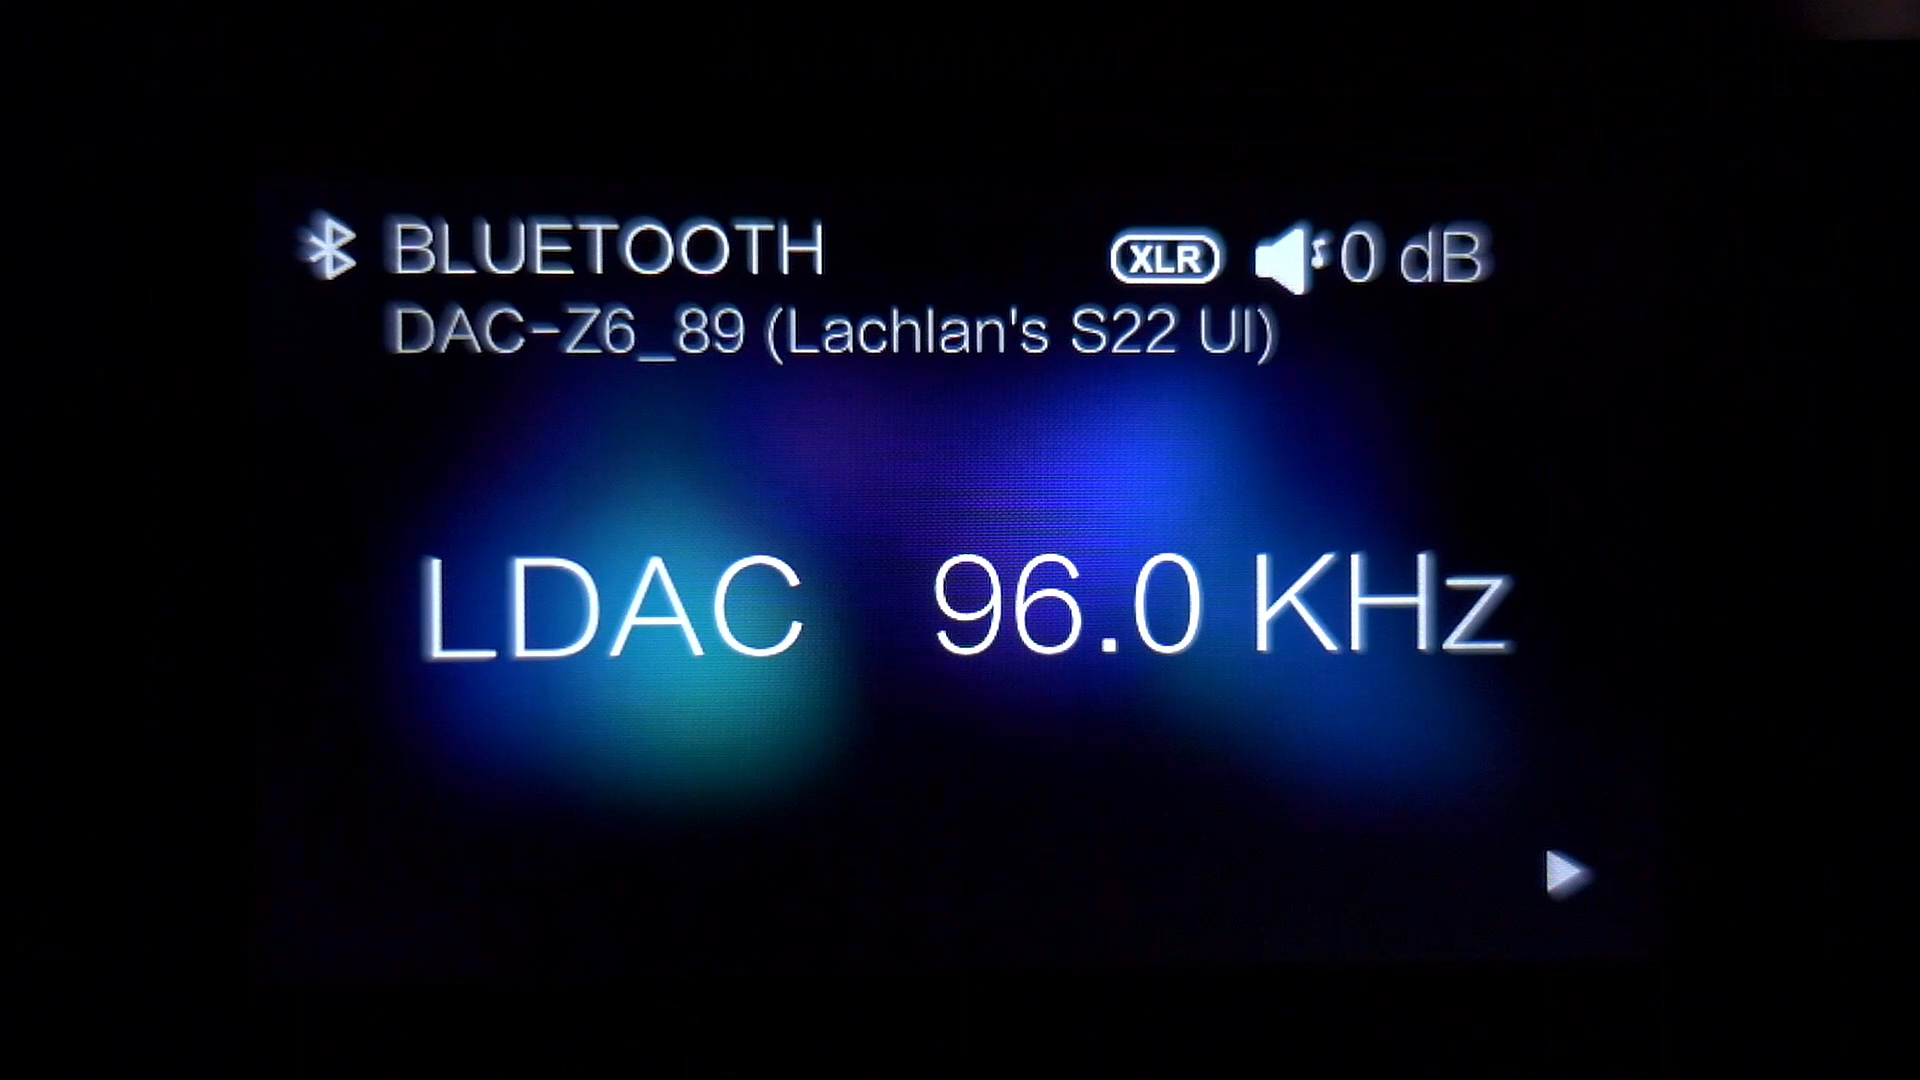 BLUETOOTH XLR 0 dB
DAC-Z6_89 (Lachlan's S22 Ul)
LDAC 96.0 KHz